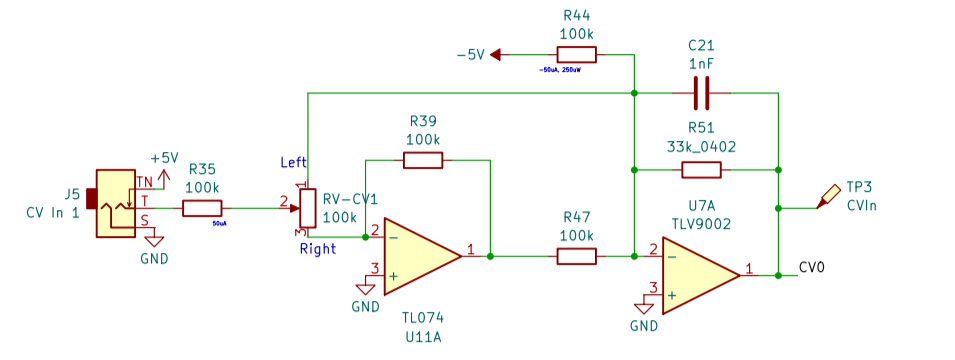 R44
100k
-5V
-50uA, 250uW
C21
1nF
R39
100k
R51
33k_0402
Left
+5V
R35
100k
TN
T
S
J5
CV In 1
50uA
GND
1
2
3
RV-CV1
100k
Right
2
3
1
GND
TL074
U11A
R47
100k
U7A
TLV9002
2
3
1
GND
TP3
CVIn
CV0